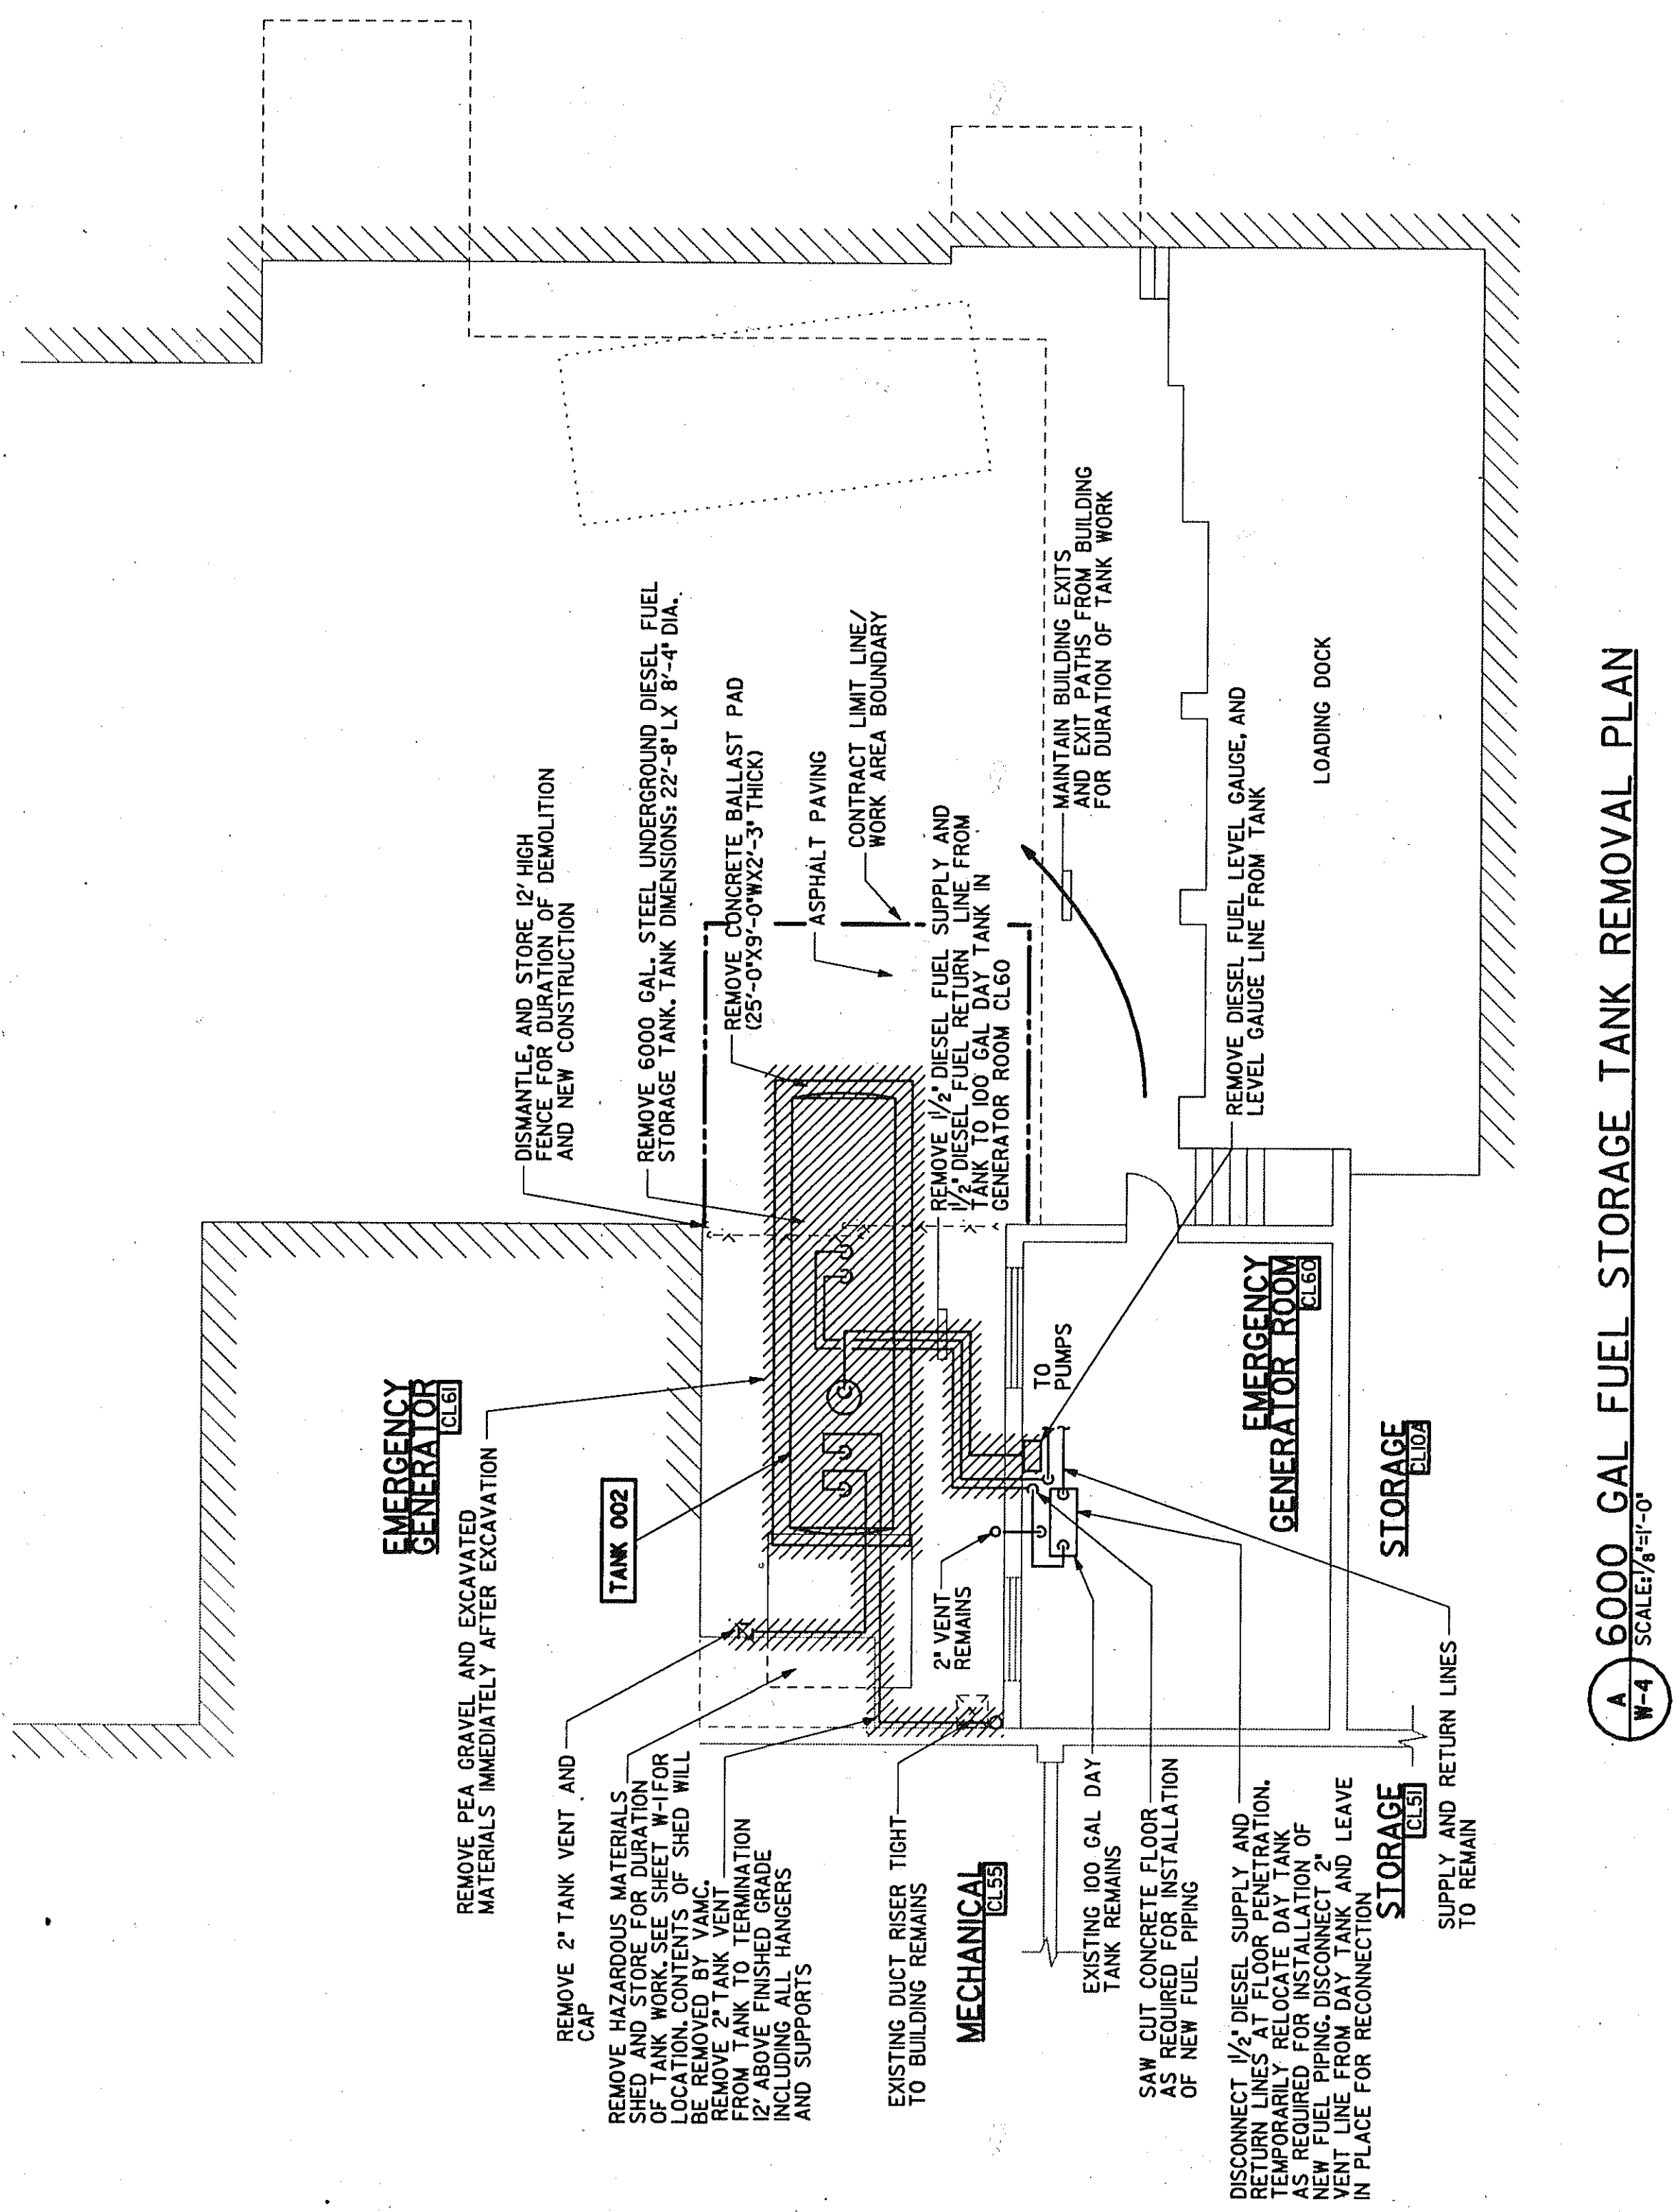 DISMANTLE, AND STORE 12' HIGH
FENCE FOR DURATION OF DEMOLITION
AND NEW CONSTRUCTION
REMOVE 6000 GAL. STEEL UNDERGROUND DIESEL FUEL
STORAGE TANK. TANK DIMENSIONS: 22'-8" LX 8'-4" DIA.
REMOVE CONCRETE BALLAST PAD
(25'-0"X9'-0"WX2'-3" THICK)
ASPHALT PAVING
CONTRACT LIMIT LINE/
WORK AREA BOUNDARY
REMOVE 1 1/2" DIESEL FUEL SUPPLY AND
1 1/2" DIESEL FUEL RETURN LINE FROM
TANK TO 100 GAL DAY TANK IN
GENERATOR ROOM CL60
MAINTAIN BUILDING EXITS
AND EXIT PATHS FROM BUILDING
FOR DURATION OF TANK WORK
REMOVE DIESEL FUEL LEVEL GAUGE, AND
LEVEL GAUGE LINE FROM TANK
LOADING DOCK
EMERGENCY
GENERATOR
CL61
REMOVE PEA GRAVEL AND EXCAVATED
MATERIALS IMMEDIATELY AFTER EXCAVATION
TANK 002
REMOVE 2" TANK VENT AND
CAP
REMOVE HAZARDOUS MATERIALS
SHED AND STORE FOR DURATION
OF TANK WORK. SEE SHEET W-1 FOR
LOCATION. CONTENTS OF SHED WILL
BE REMOVED BY VAMC.
REMOVE 2" TANK VENT
FROM TANK TO TERMINATION
12' ABOVE FINISHED GRADE
INCLUDING ALL HANGERS
AND SUPPORTS
2" VENT
REMAINS
TO
PUMPS
EXISTING DUCT RISER TIGHT
TO BUILDING REMAINS
MECHANICAL
CL55
EXISTING 100 GAL DAY
TANK REMAINS
SAW CUT CONCRETE FLOOR
AS REQUIRED FOR INSTALLATION
OF NEW FUEL PIPING
EMERGENCY
GENERATOR ROOM
CL60
DISCONNECT 1 1/2" DIESEL SUPPLY AND
RETURN LINES AT FLOOR PENETRATION.
TEMPORARILY RELOCATE DAY TANK
AS REQUIRED FOR INSTALLATION OF
NEW FUEL PIPING. DISCONNECT 2"
VENT LINE FROM DAY TANK AND LEAVE
IN PLACE FOR RECONNECTION
STORAGE
CL10A
STORAGE
CL51
SUPPLY AND RETURN LINES
TO REMAIN
A
W-4
6000 GAL FUEL STORAGE TANK REMOVAL PLAN
SCALE: 1/8"=1'-0"